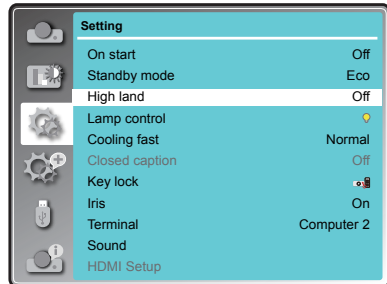 Setting
On start Off
Standby mode Eco
High land Off
Lamp control
Cooling fast Normal
Closed caption Off
Key lock
Iris On
Terminal Computer 2
Sound
HDMI Setup